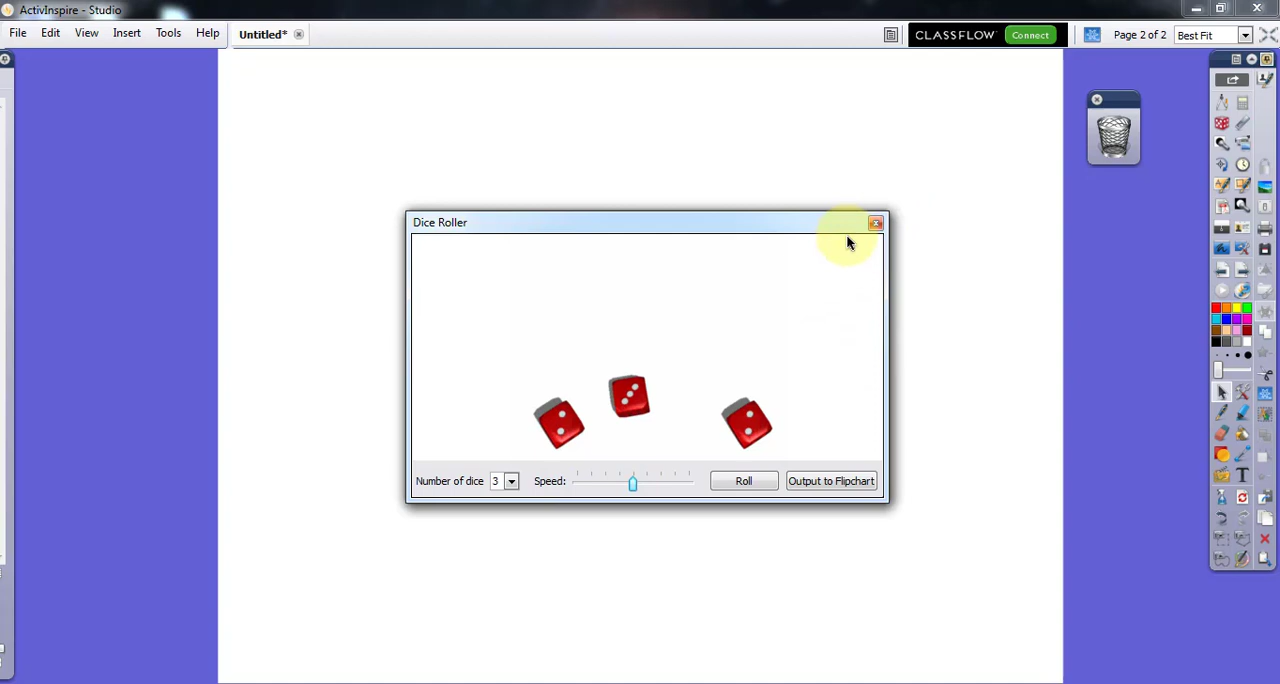 ActivInspire - Studio
File Edit View Insert Tools Help Untitled* CLASSFLOW Connect Page 2 of 2 Best Fit
Dice Roller
Number of dice 3 Speed: Roll Output to Flipchart